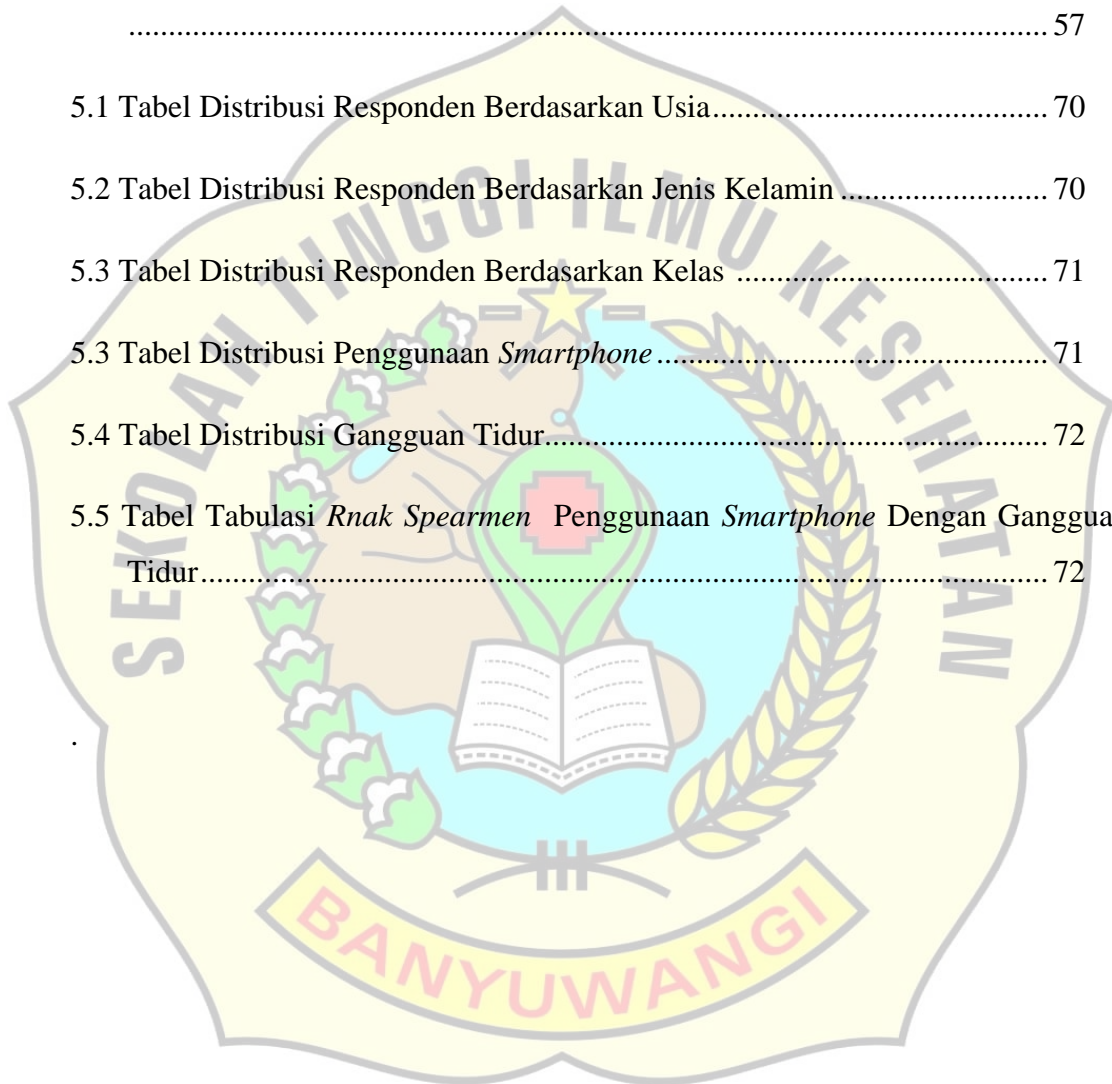 .................................................................................................................. 57
5.1 Tabel Distribusi Responden Berdasarkan Usia.......................................... 70
5.2 Tabel Distribusi Responden Berdasarkan Jenis Kelamin .......................... 70
5.3 Tabel Distribusi Responden Berdasarkan Kelas ....................................... 71
5.3 Tabel Distribusi Penggunaan Smartphone................................................. 71
5.4 Tabel Distribusi Gangguan Tidur............................................................... 72
5.5 Tabel Tabulasi Rnak Spearmen Penggunaan Smartphone Dengan Ganggua
Tidur......................................................................................................... 72
.
SEKOLAH TINGGI ILMU KESEHATAN
BANYUWANGI